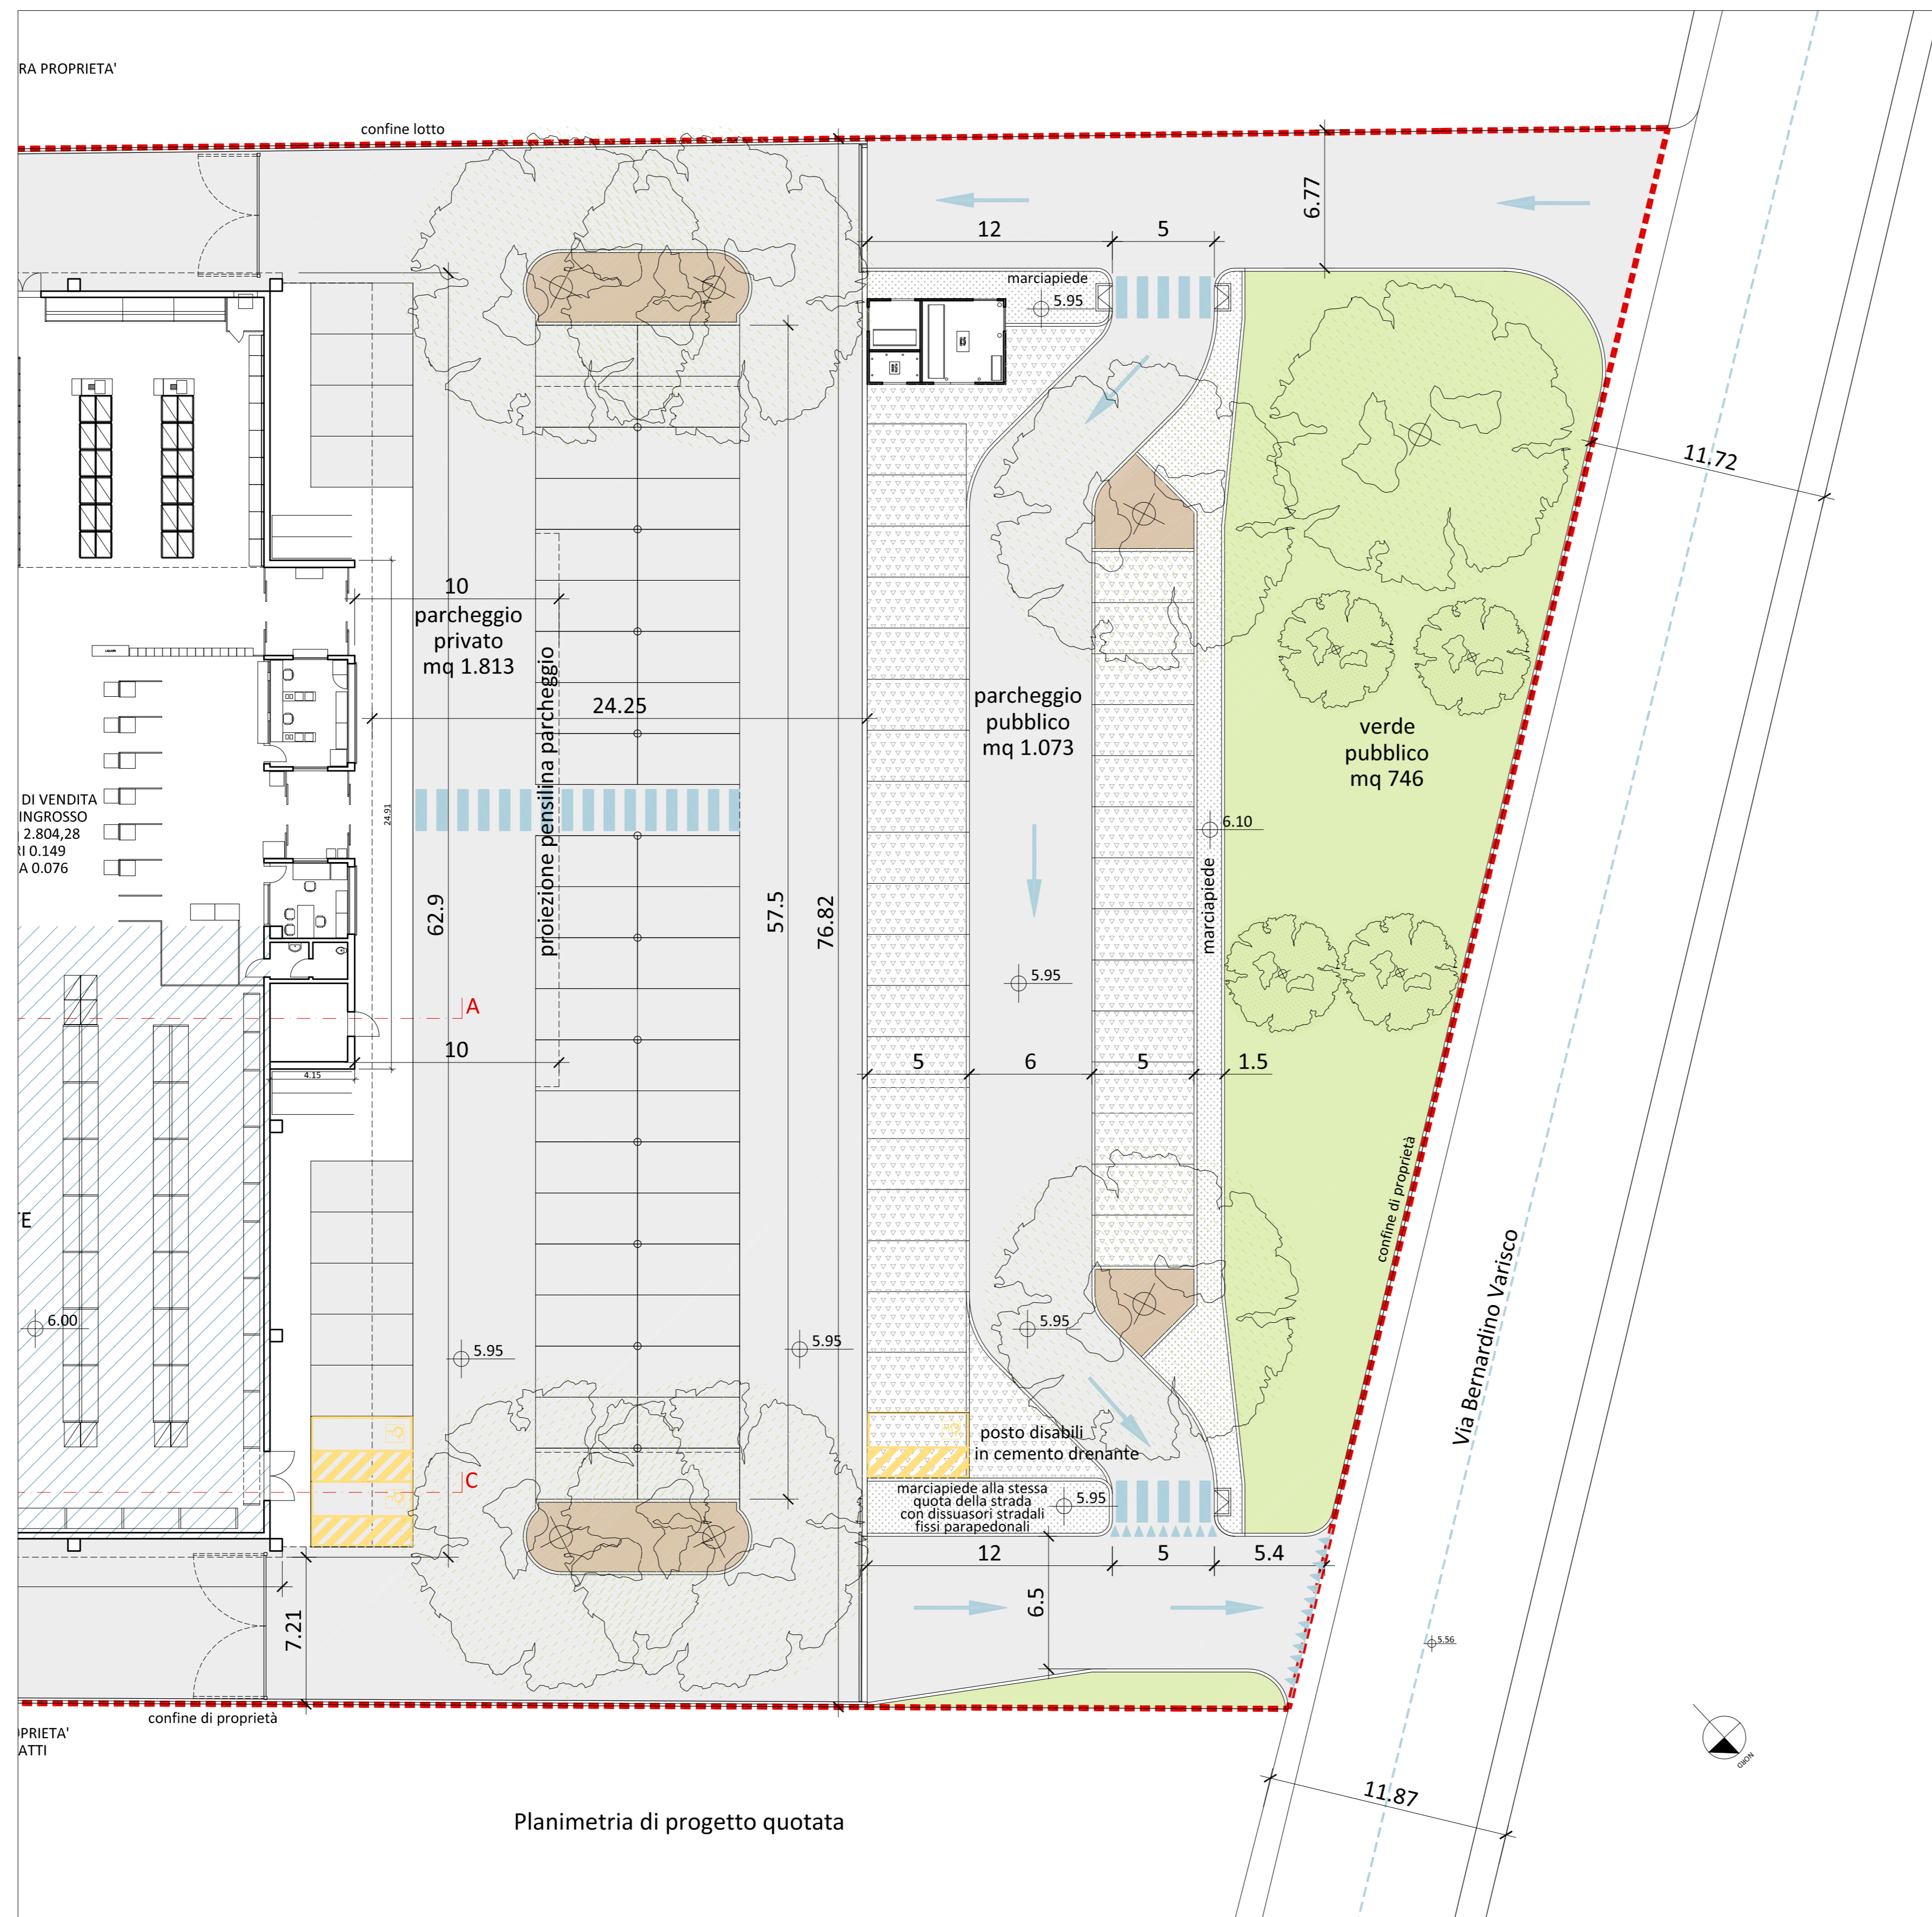 RA PROPRIETA'
confine lotto
12
5
6.77
marciapiede
5.95
11.72
10
parcheggio
privato
mq 1.813
proiezione pensilina parcheggio
24.25
parcheggio
pubblico
mq 1.073
verde
pubblico
mq 746
DI VENDITA
INGROSSO
2.804,28
RI 0.149
A 0.076
24.91
62.9
57.5
76.82
6.10
marciapiede
5.95
A
10
4.15
5
6
5
1.5
confine di proprietà
Via Bernardino Varisco
TE
6.00
5.95
5.95
5.95
posto disabili
in cemento drenante
C
marciapiede alla stessa
quota della strada
con dissuasori stradali
fissi parapedonali
5.95
12
5
5.4
6.5
7.21
5.56
confine di proprietà
OPRIETA'
ATTI
NORD
11.87
Planimetria di progetto quotata